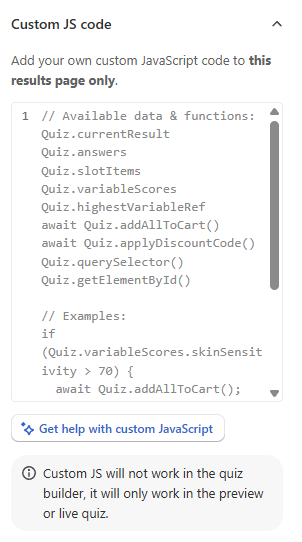 Custom JS code
Add your own custom JavaScript code to this
results page only.
1 // Available data & functions:
Quiz.currentResult
Quiz.answers
Quiz.slotItems
Quiz.variableScores
Quiz.highestVariableRef
await Quiz.addAllToCart()
await Quiz.applyDiscountCode()
Quiz.querySelector()
Quiz.getElementById()

// Examples:
if
(Quiz.variableScores.skinSensit
ivity > 70) {
  await Quiz.addAllToCart();
Get help with custom JavaScript
Custom JS will not work in the quiz
builder, it will only work in the preview
or live quiz.